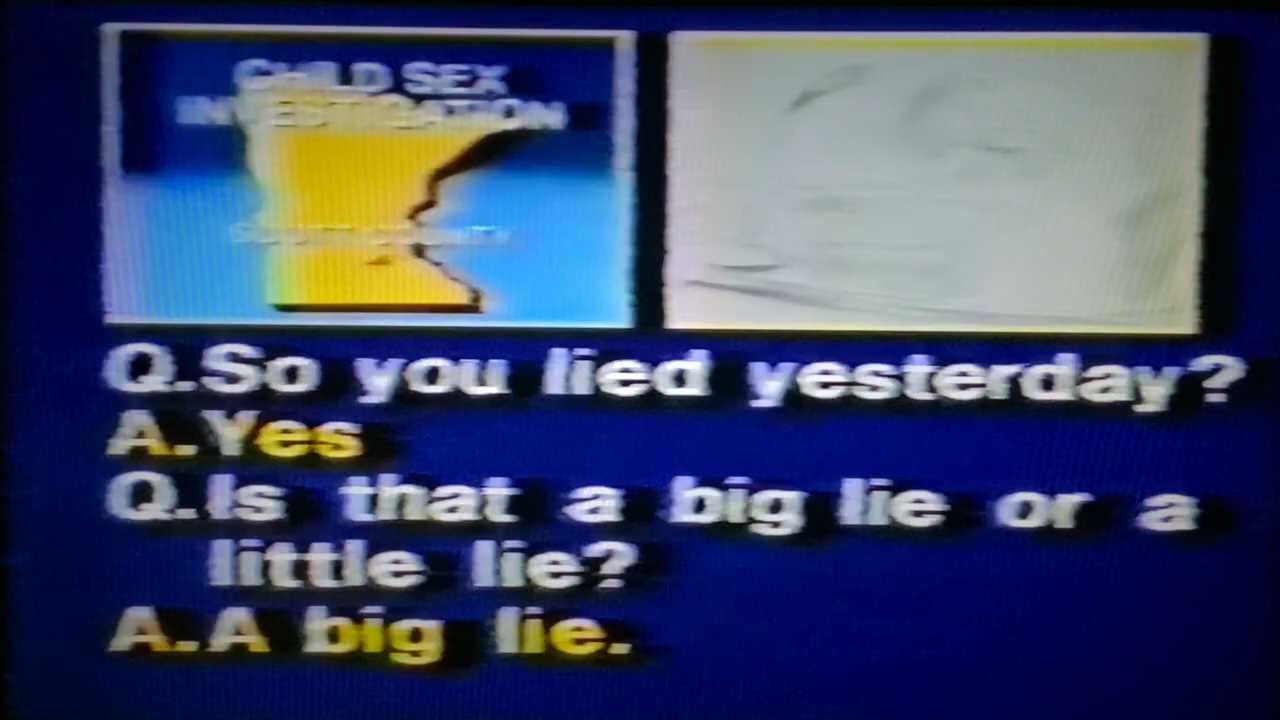 CHILD SEX
INVESTIGATION
Q.So you lied yesterday?
A.Yes
Q.Is that a big lie or a
little lie?
A.A big lie.